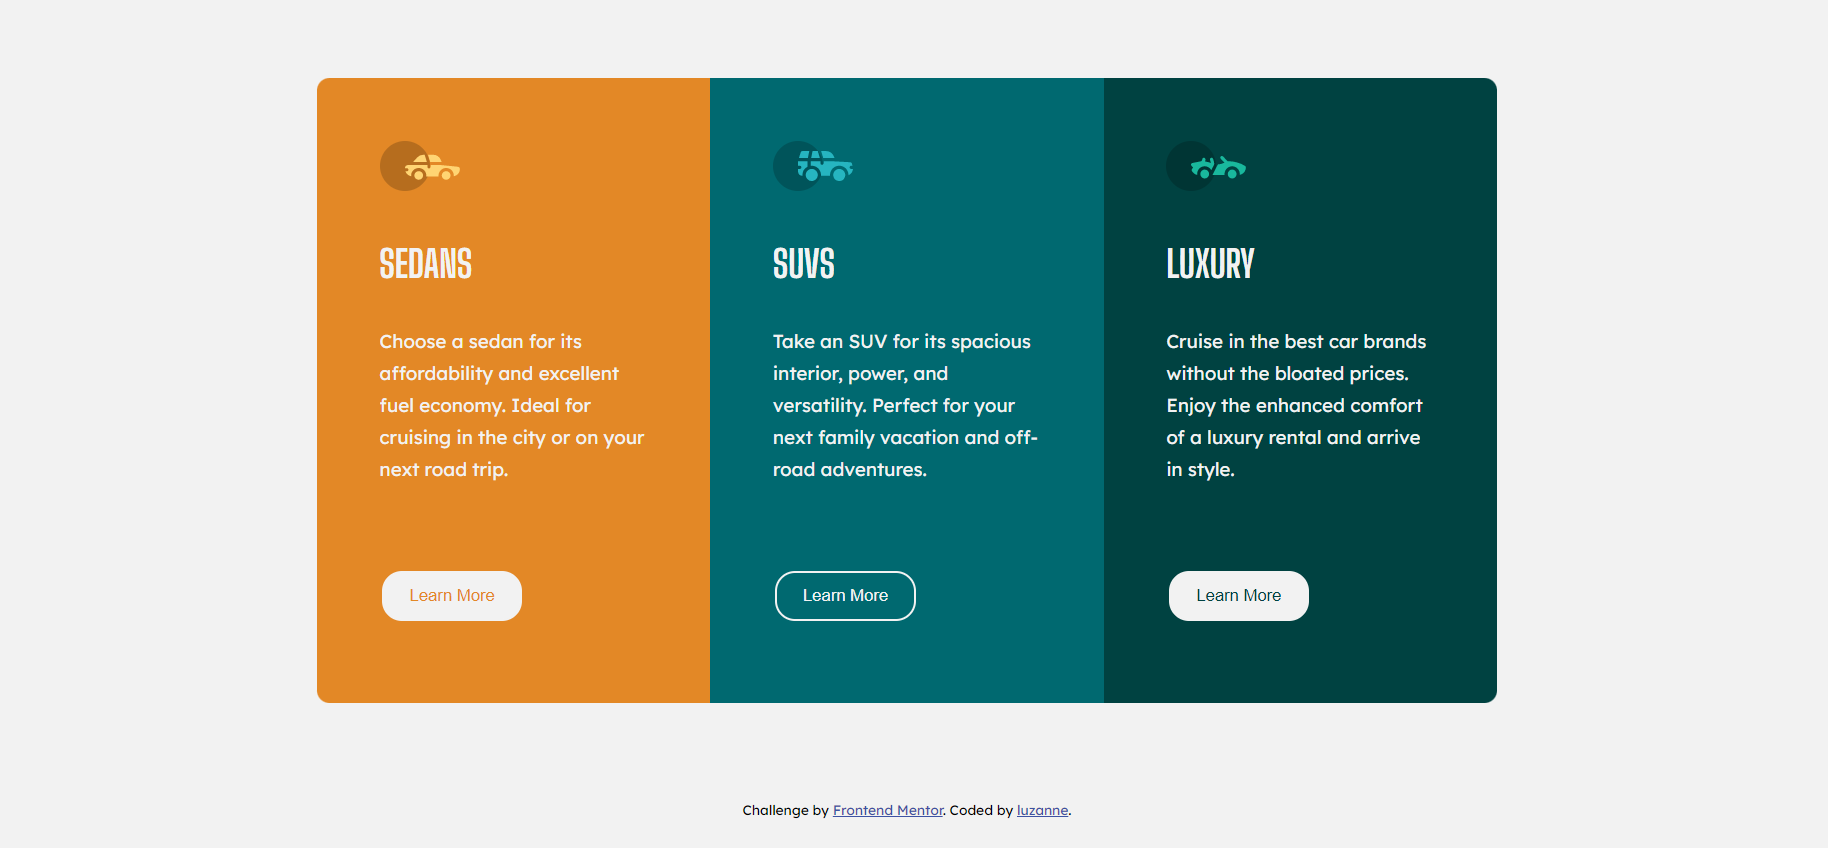 SEDANS
Choose a sedan for its
affordability and excellent
fuel economy. Ideal for
cruising in the city or on your
next road trip.
Learn More
SUVS
Take an SUV for its spacious
interior, power, and
versatility. Perfect for your
next family vacation and off-
road adventures.
Learn More
LUXURY
Cruise in the best car brands
without the bloated prices.
Enjoy the enhanced comfort
of a luxury rental and arrive
in style.
Learn More
Challenge by Frontend Mentor. Coded by luzanne.